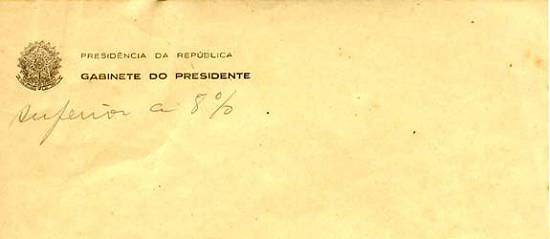 PRESIDÊNCIA DA REPÚBLICA
GABINETE DO PRESIDENTE
superior a 8%